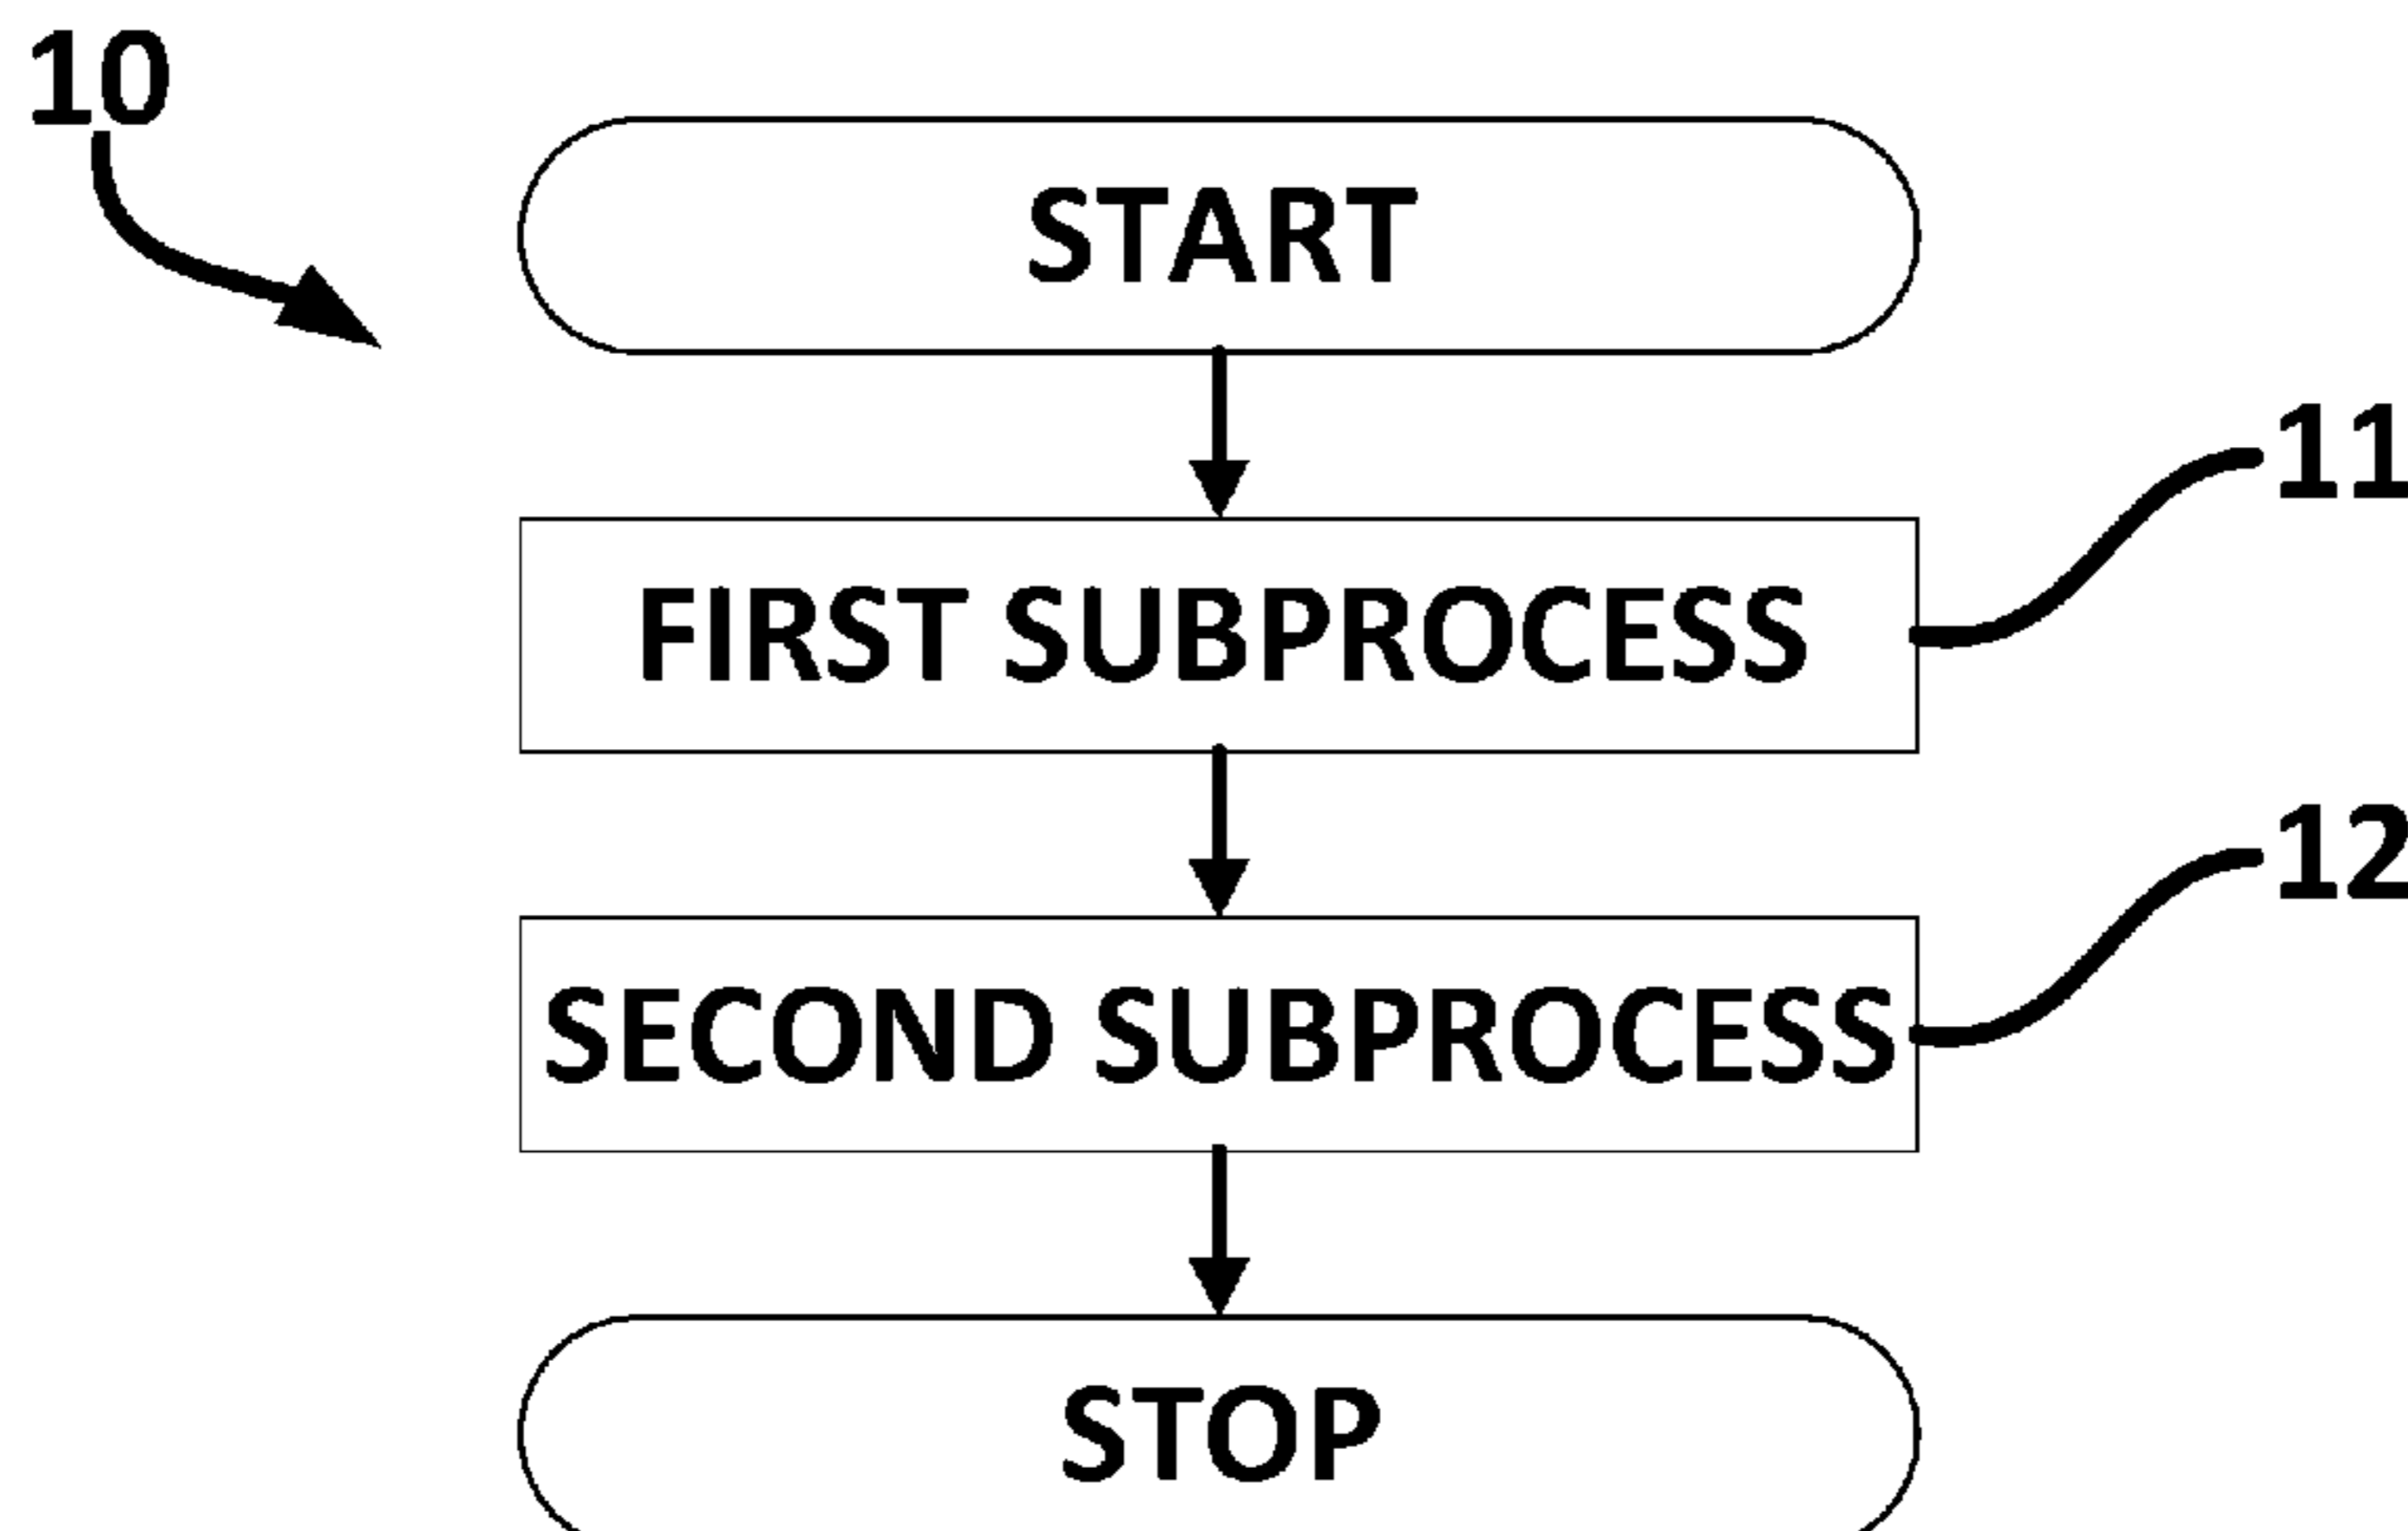 10
START
11
FIRST SUBPROCESS
12
SECOND SUBPROCESS
STOP